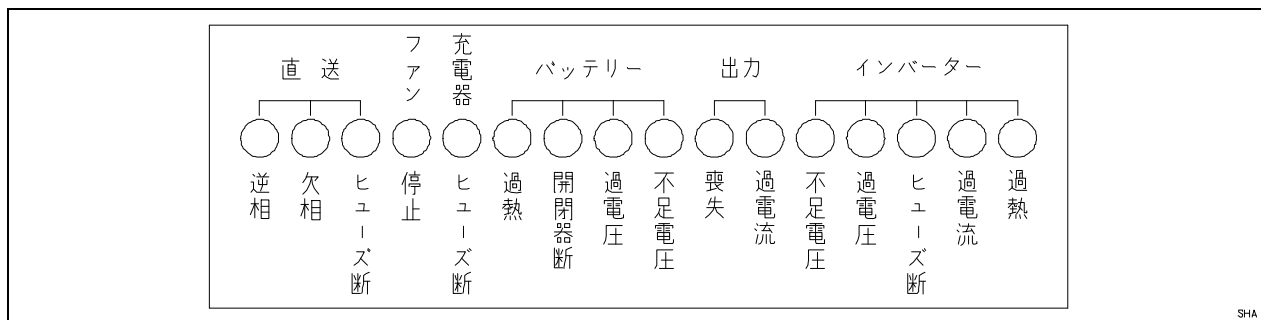 直送
ファン
充電器
バッテリー
出力
インバーター
逆相
欠相
ヒューズ断
停止
ヒューズ断
過熱
開閉器断
過電圧
不足電圧
喪失
過電流
不足電圧
過電圧
ヒューズ断
過電流
過熱
SHA